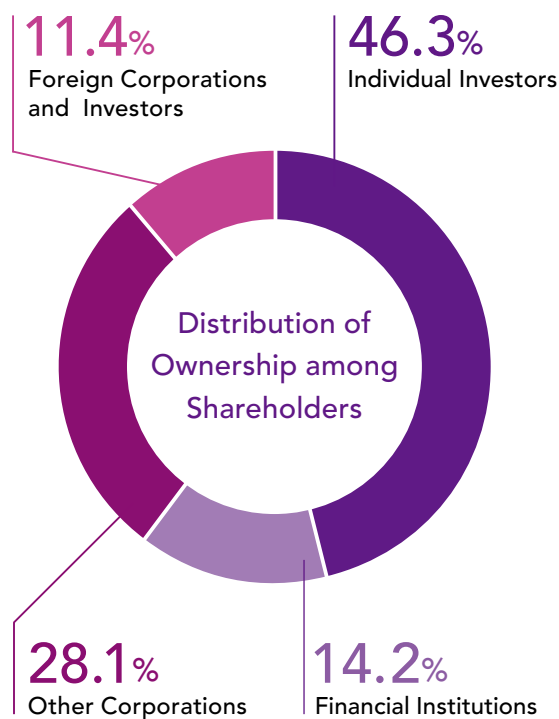 11.4%
Foreign Corporations
and Investors
46.3%
Individual Investors
Distribution of
Ownership among
Shareholders
28.1%
Other Corporations
14.2%
Financial Institutions